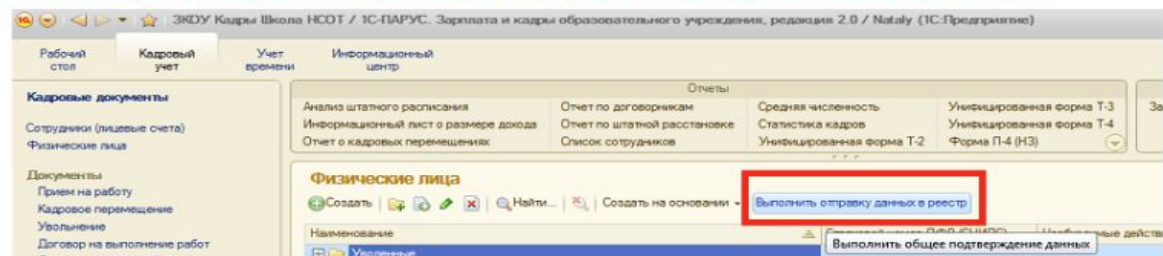 ЗКОУ Кадры Школа НСОТ / 1С-ПАРУС. Зарплата и кадры образовательного учреждения, редакция 2.0 / Nataly (1С:Предприятие)
Рабочий стол
Кадровый учет
Учет времени
Информационный центр
Кадровые документы
Сотрудники (лицевые счета)
Физические лица
Документы
Прием на работу
Кадровое перемещение
Увольнение
Договор на выполнение работ
Отчеты
Анализ штатного расписания
Отчет по договорникам
Средняя численность
Унифицированная форма Т-3
За
Информационный лист о размере дохода
Отчет по штатной расстановке
Статистика кадров
Унифицированная форма Т-4
Отчет о кадровых перемещениях
Список сотрудников
Унифицированная форма Т-2
Форма П-4 (НЗ)
Физические лица
Создать
Найти...
Создать на основании
Выполнить отправку данных в реестр
Наименование
Выполнить общее подтверждение данных
Уволенные